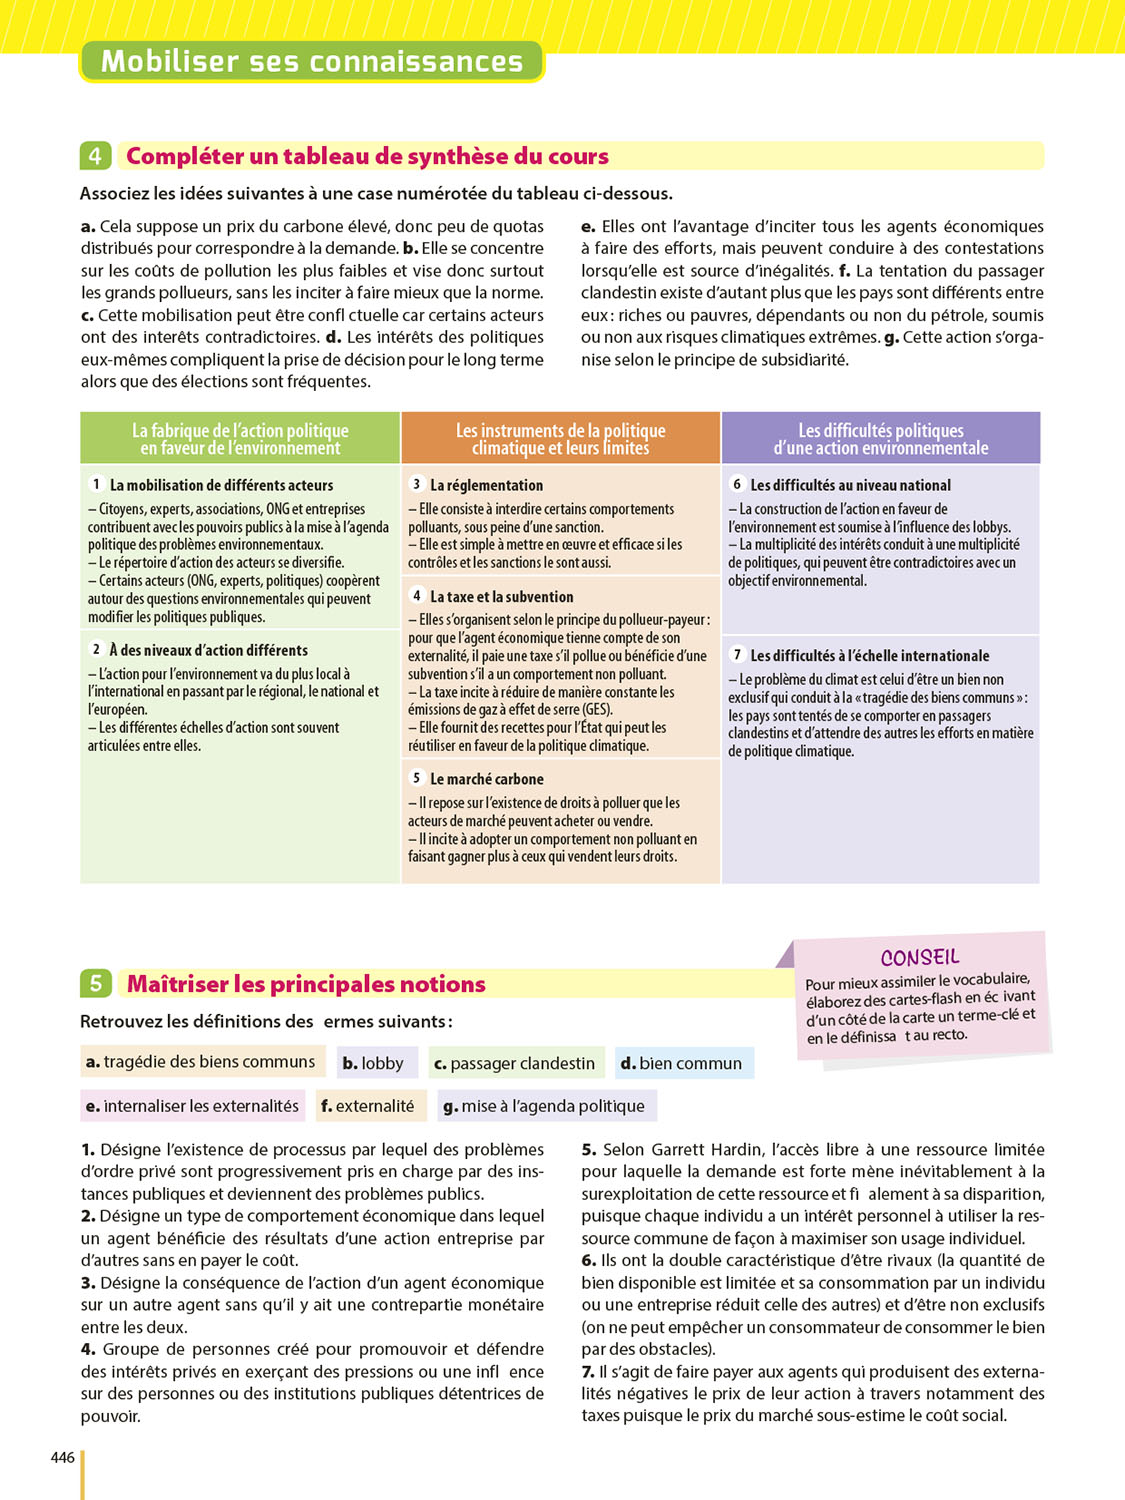 Mobiliser ses connaissances
4 Compléter un tableau de synthèse du cours
Associez les idées suivantes à une case numérotée du tableau ci-dessous.
a. Cela suppose un prix du carbone élevé, donc peu de quotas
distribués pour correspondre à la demande. b. Elle se concentre
sur les coûts de pollution les plus faibles et vise donc surtout
les grands pollueurs, sans les inciter à faire mieux que la norme.
c. Cette mobilisation peut être confl ctuelle car certains acteurs
ont des interêts contradictoires. d. Les intérêts des politiques
eux-mêmes compliquent la prise de décision pour le long terme
alors que des élections sont fréquentes.
e. Elles ont l'avantage d'inciter tous les agents économiques
à faire des efforts, mais peuvent conduire à des contestations
lorsqu'elle est source d'inégalités. f. La tentation du passager
clandestin existe d'autant plus que les pays sont différents entre
eux : riches ou pauvres, dépendants ou non du pétrole, soumis
ou non aux risques climatiques extrêmes. g. Cette action s'orga-
nise selon le principe de subsidiarité.
La fabrique de l'action politique
en faveur de l'environnement
1 La mobilisation de différents acteurs
– Citoyens, experts, associations, ONG et entreprises
contribuent avec les pouvoirs publics à la mise à l'agenda
politique des problèmes environnementaux.
– Le répertoire d'action des acteurs se diversifie.
– Certains acteurs (ONG, experts, politiques) coopèrent
autour des questions environnementales qui peuvent
modifier les politiques publiques.
2 À des niveaux d'action différents
– L'action pour l'environnement va du plus local à
l'international en passant par le régional, le national et
l'européen.
– Les différentes échelles d'action sont souvent
articulées entre elles.
Les instruments de la politique
climatique et leurs limites
3 La réglementation
– Elle consiste à interdire certains comportements
polluants, sous peine d'une sanction.
– Elle est simple à mettre en œuvre et efficace si les
contrôles et les sanctions le sont aussi.
4 La taxe et la subvention
– Elles s'organisent selon le principe du pollueur-payeur :
pour que l'agent économique tienne compte de son
externalité, il paie une taxe s'il pollue ou bénéficie d'une
subvention s'il a un comportement non polluant.
– La taxe incite à réduire de manière constante les
émissions de gaz à effet de serre (GES).
– Elle fournit des recettes pour l'État qui peut les
réutiliser en faveur de la politique climatique.
5 Le marché carbone
– Il repose sur l'existence de droits à polluer que les
acteurs de marché peuvent acheter ou vendre.
– Il incite à adopter un comportement non polluant en
faisant gagner plus à ceux qui vendent leurs droits.
Les difficultés politiques
d'une action environnementale
6 Les difficultés au niveau national
– La construction de l'action en faveur de
l'environnement est soumise à l'influence des lobbys.
– La multiplicité des intérêts conduit à une multiplicité
de politiques, qui peuvent être contradictoires avec un
objectif environnemental.
7 Les difficultés à l'échelle internationale
– Le problème du climat est celui d'être un bien non
exclusif qui conduit à la « tragédie des biens communs » :
les pays sont tentés de se comporter en passagers
clandestins et d'attendre des autres les efforts en matière
de politique climatique.
5 Maîtriser les principales notions
Retrouvez les définitions des ermes suivants :
CONSEIL
Pour mieux assimiler le vocabulaire,
élaborez des cartes-flash en éc ivant
d'un côté de la carte un terme-clé et
en le définissa t au recto.
a. tragédie des biens communs b. lobby c. passager clandestin d. bien commun
e. internaliser les externalités f. externalité g. mise à l'agenda politique
1. Désigne l'existence de processus par lequel des problèmes
d'ordre privé sont progressivement pris en charge par des ins-
tances publiques et deviennent des problèmes publics.
2. Désigne un type de comportement économique dans lequel
un agent bénéficie des résultats d'une action entreprise par
d'autres sans en payer le coût.
3. Désigne la conséquence de l'action d'un agent économique
sur un autre agent sans qu'il y ait une contrepartie monétaire
entre les deux.
4. Groupe de personnes créé pour promouvoir et défendre
des intérêts privés en exerçant des pressions ou une infl ence
sur des personnes ou des institutions publiques détentrices de
pouvoir.
5. Selon Garrett Hardin, l'accès libre à une ressource limitée
pour laquelle la demande est forte mène inévitablement à la
surexploitation de cette ressource et fi alement à sa disparition,
puisque chaque individu a un intérêt personnel à utiliser la res-
source commune de façon à maximiser son usage individuel.
6. Ils ont la double caractéristique d'être rivaux (la quantité de
bien disponible est limitée et sa consommation par un individu
ou une entreprise réduit celle des autres) et d'être non exclusifs
(on ne peut empêcher un consommateur de consommer le bien
par des obstacles).
7. Il s'agit de faire payer aux agents qui produisent des externa-
lités négatives le prix de leur action à travers notamment des
taxes puisque le prix du marché sous-estime le coût social.
446